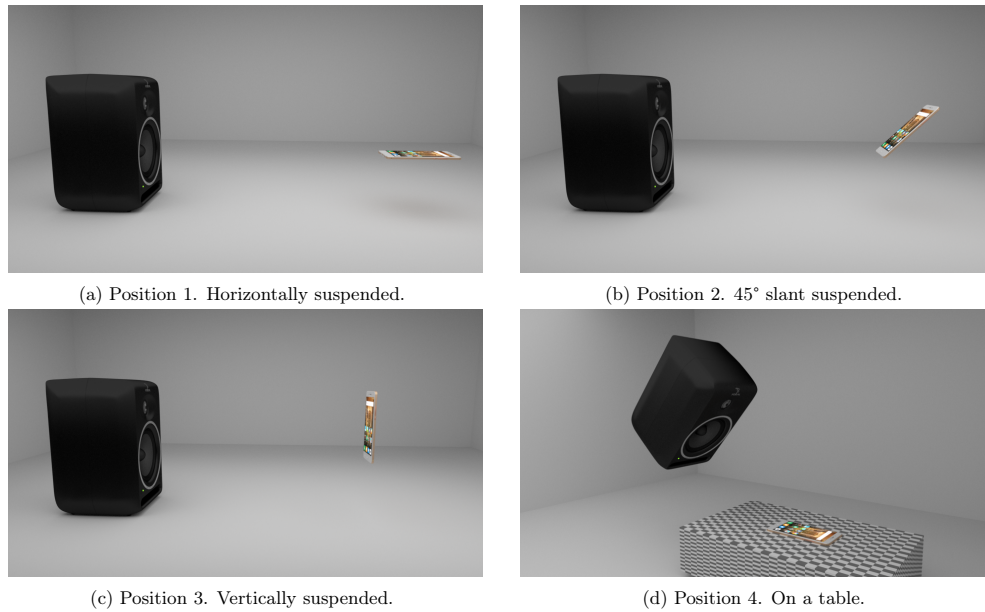 (a) Position 1. Horizontally suspended.
(b) Position 2. 45° slant suspended.
(c) Position 3. Vertically suspended.
(d) Position 4. On a table.